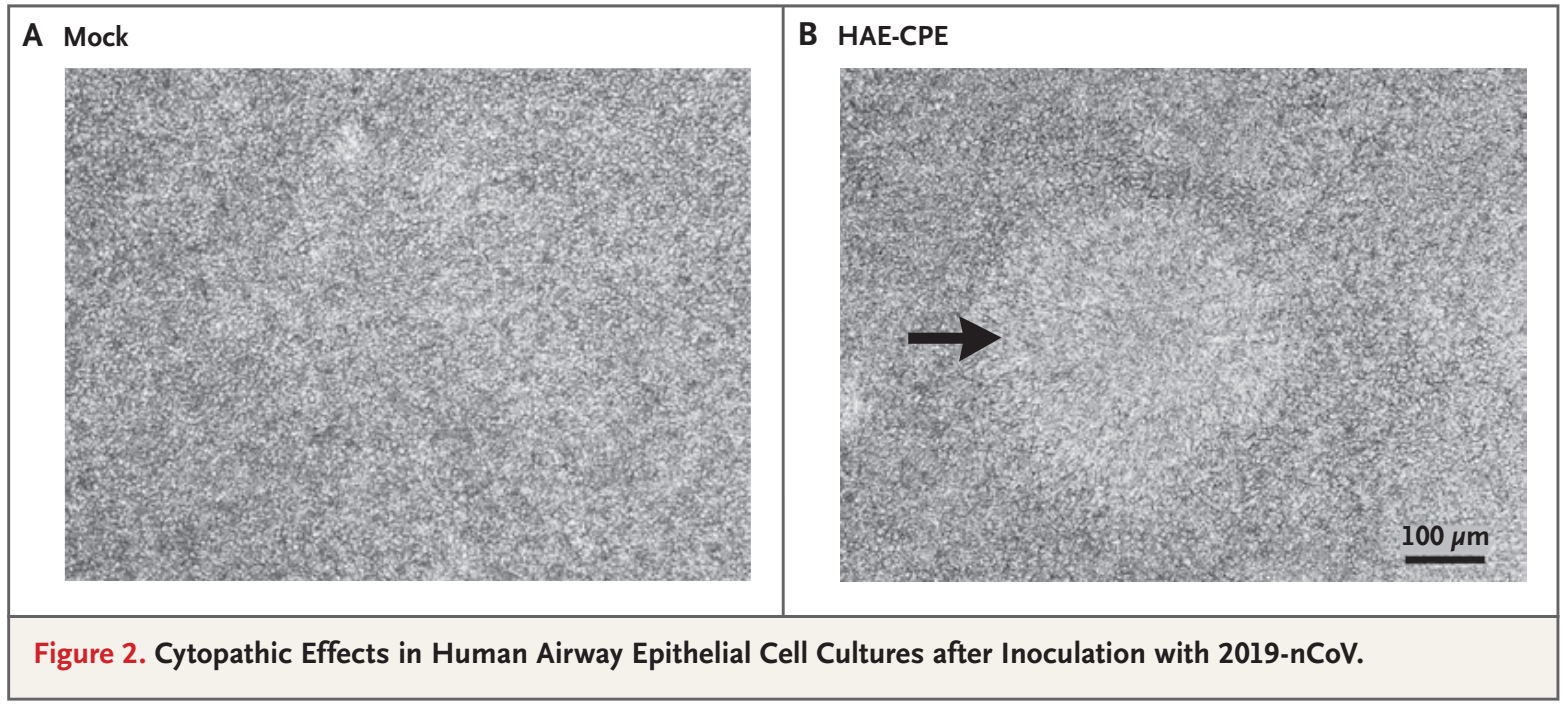 A Mock
B HAE-CPE
100 µm
Figure 2. Cytopathic Effects in Human Airway Epithelial Cell Cultures after Inoculation with 2019-nCoV.